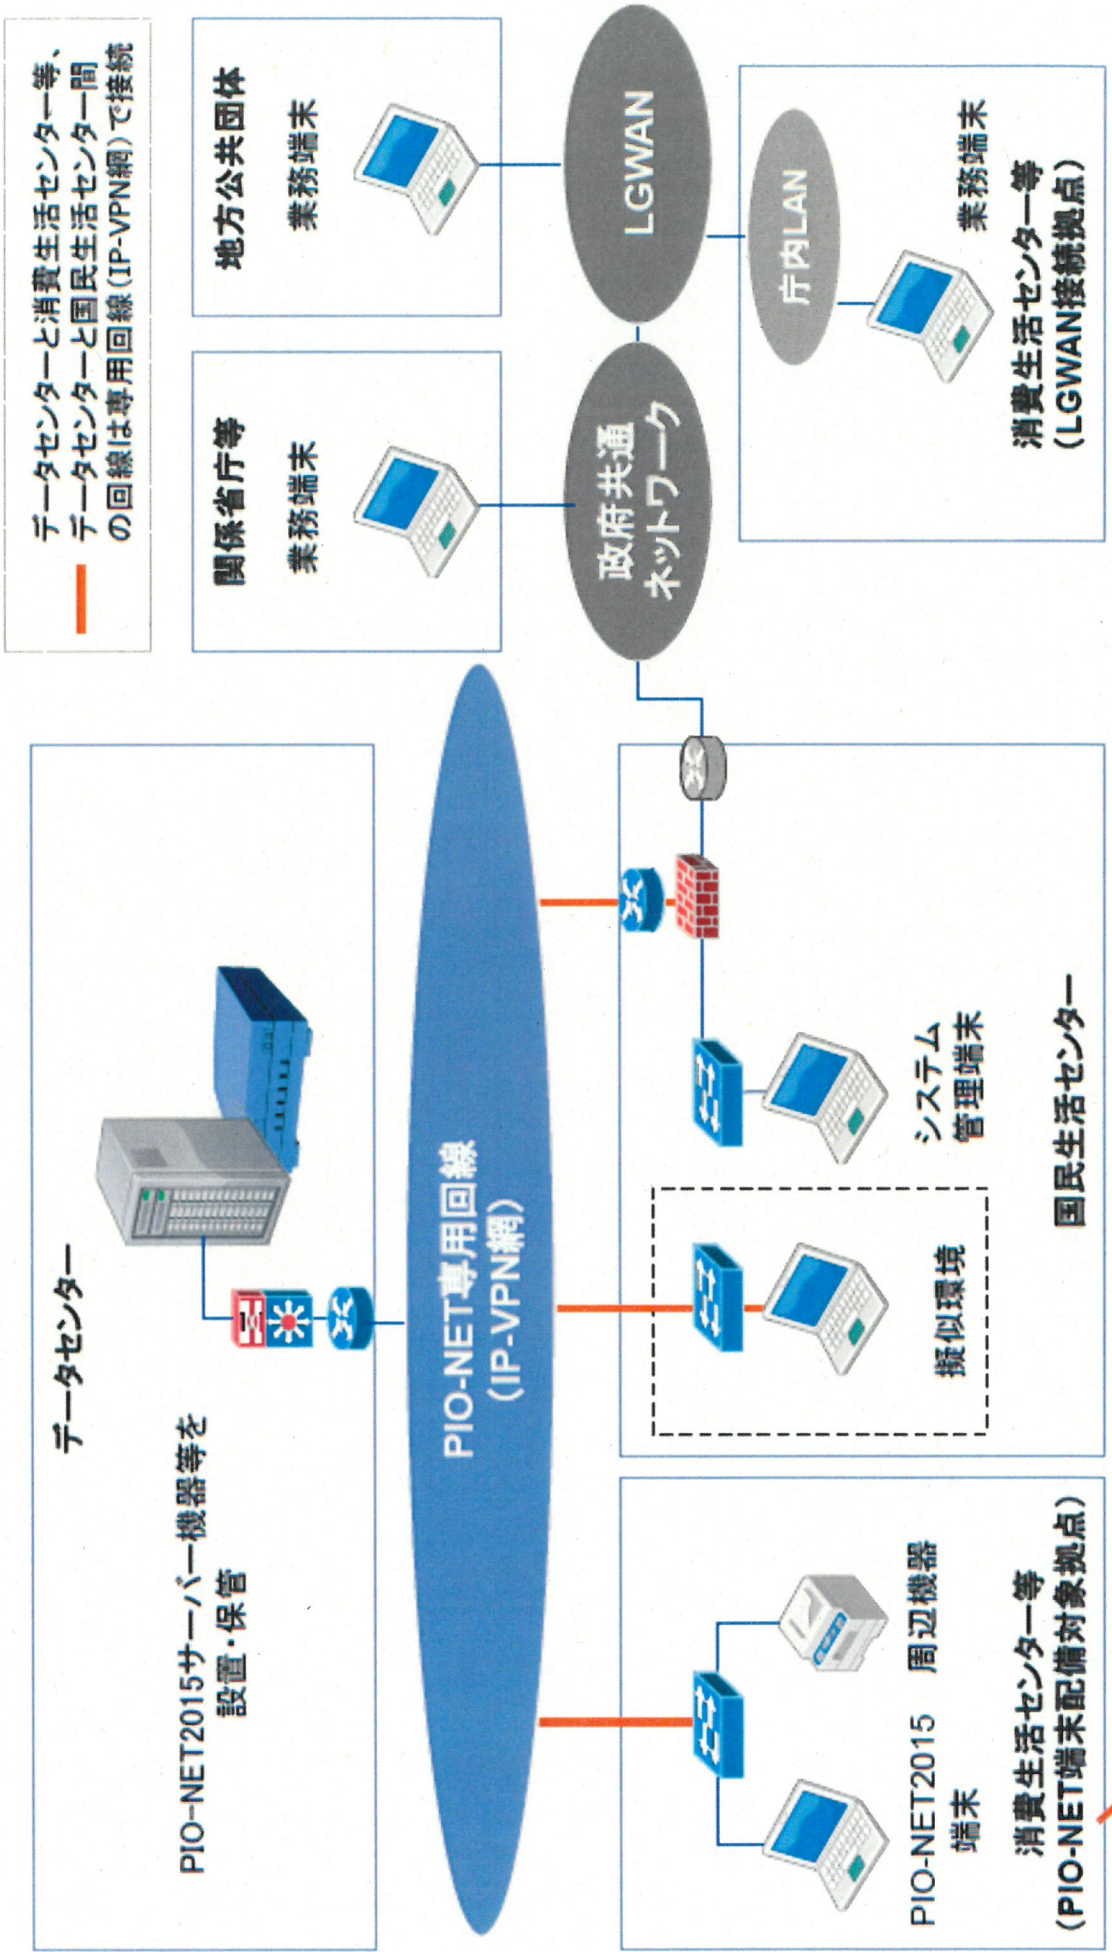 データセンターと消費生活センター等、
データセンターと国民生活センター間
の回線は専用回線(IP-VPN網)で接続
データセンター
PIO-NET2015サーバー機器等を
設置・保管
関係省庁等
業務端末
地方公共団体
業務端末
PIO-NET専用回線
(IP-VPN網)
政府共通
ネットワーク
LGWAN
庁内LAN
PIO-NET2015
端末
周辺機器
消費生活センター等
(PIO-NET端末配備対象拠点)
擬似環境
システム
管理端末
国民生活センター
業務端末
消費生活センター等
(LGWAN接続拠点)